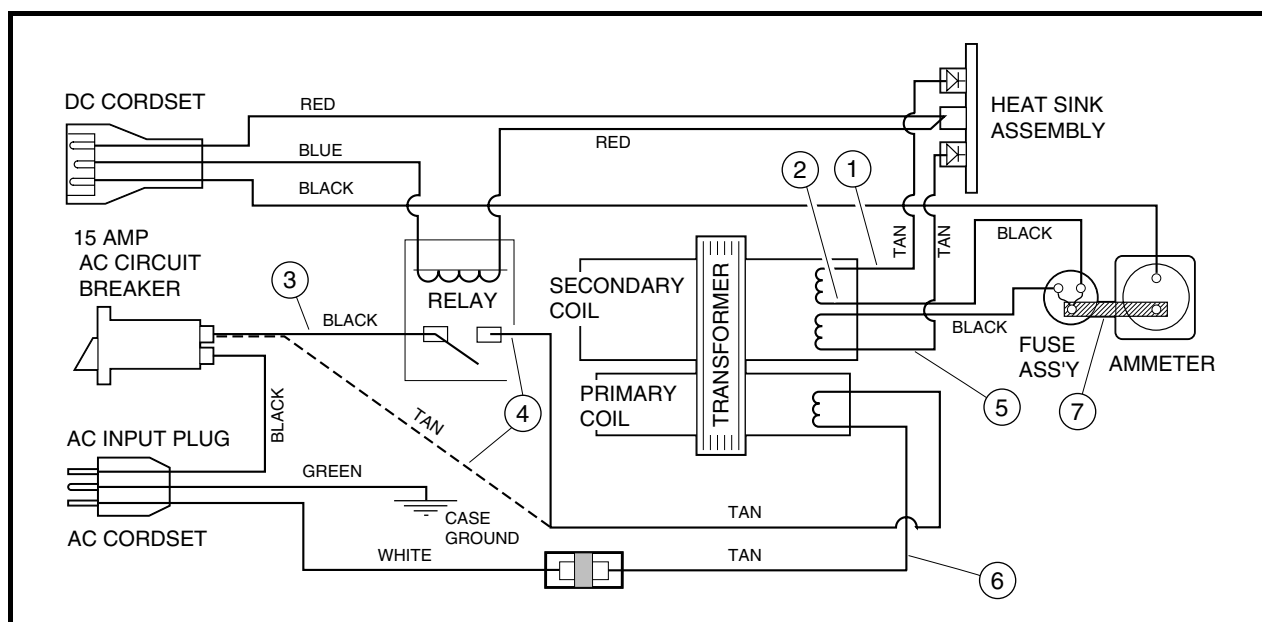 DC CORDSET
RED
BLUE
BLACK
RED
HEAT SINK
ASSEMBLY
2
1
TAN
TAN
BLACK
15 AMP
AC CIRCUIT
BREAKER
3
BLACK
RELAY
SECONDARY
COIL
TRANSFORMER
BLACK
FUSE
ASS'Y
AMMETER
4
5
7
PRIMARY
COIL
TAN
BLACK
AC INPUT PLUG
GREEN
AC CORDSET
CASE
GROUND
TAN
WHITE
TAN
6